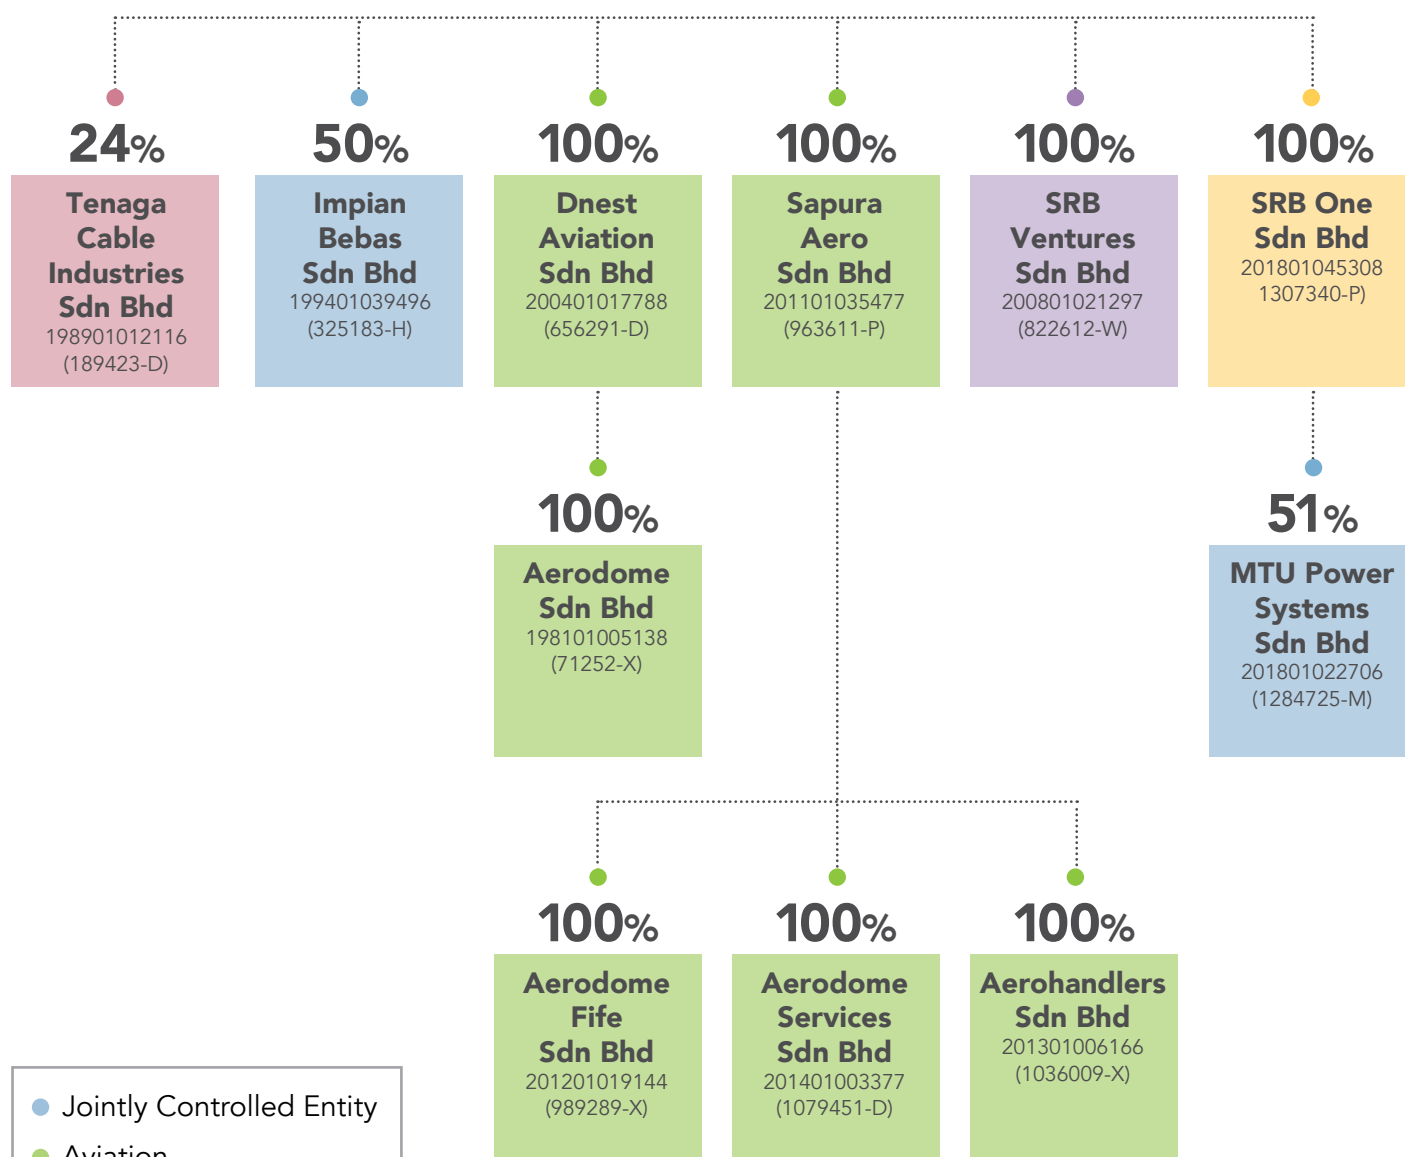 24%
Tenaga
Cable
Industries
Sdn Bhd
198901012116
(189423-D)
50%
Impian
Bebas
Sdn Bhd
199401039496
(325183-H)
100%
Dnest
Aviation
Sdn Bhd
200401017788
(656291-D)
100%
Sapura
Aero
Sdn Bhd
201101035477
(963611-P)
100%
SRB
Ventures
Sdn Bhd
200801021297
(822612-W)
100%
SRB One
Sdn Bhd
201801045308
1307340-P)
100%
Aerodome
Sdn Bhd
198101005138
(71252-X)
51%
MTU Power
Systems
Sdn Bhd
201801022706
(1284725-M)
100%
Aerodome
Fife
Sdn Bhd
201201019144
(989289-X)
100%
Aerodome
Services
Sdn Bhd
201401003377
(1079451-D)
100%
Aerohandlers
Sdn Bhd
201301006166
(1036009-X)
Jointly Controlled Entity
Aviation